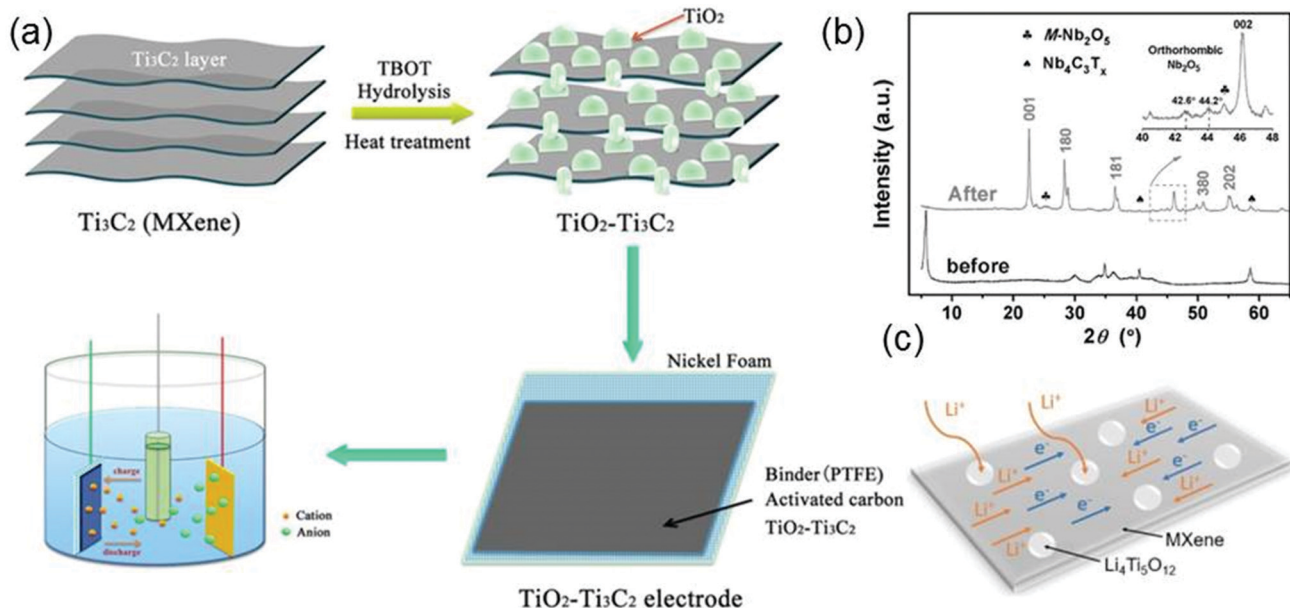 (a)
Ti₃C₂ layer
Ti₃C₂ (MXene)
TBOT
Hydrolysis
Heat treatment
TiO₂
TiO₂-Ti₃C₂
Nickel Foam
Binder (PTFE)
Activated carbon
TiO₂-Ti₃C₂
TiO₂-Ti₃C₂ electrode
charge
discharge
Cation
Anion
(b)
Intensity (a.u.)
♣ M-Nb₂O₅
♠ Nb₄C₃Tₓ
Orthorhombic
Nb₂O₅
002
42.6° 44.2°
40 42 44 46 48
001
180
181
380
202
After
before
10 20 30 40 50 60
2θ (°)
(c)
Li⁺
Li⁺
Li⁺
e⁻
Li⁺
e⁻
e⁻
Li⁺
e⁻
Li⁺
e⁻
e⁻
Li⁺
Li⁺
e⁻
Li⁺
e⁻
Li⁺
MXene
Li₄Ti₅O₁₂